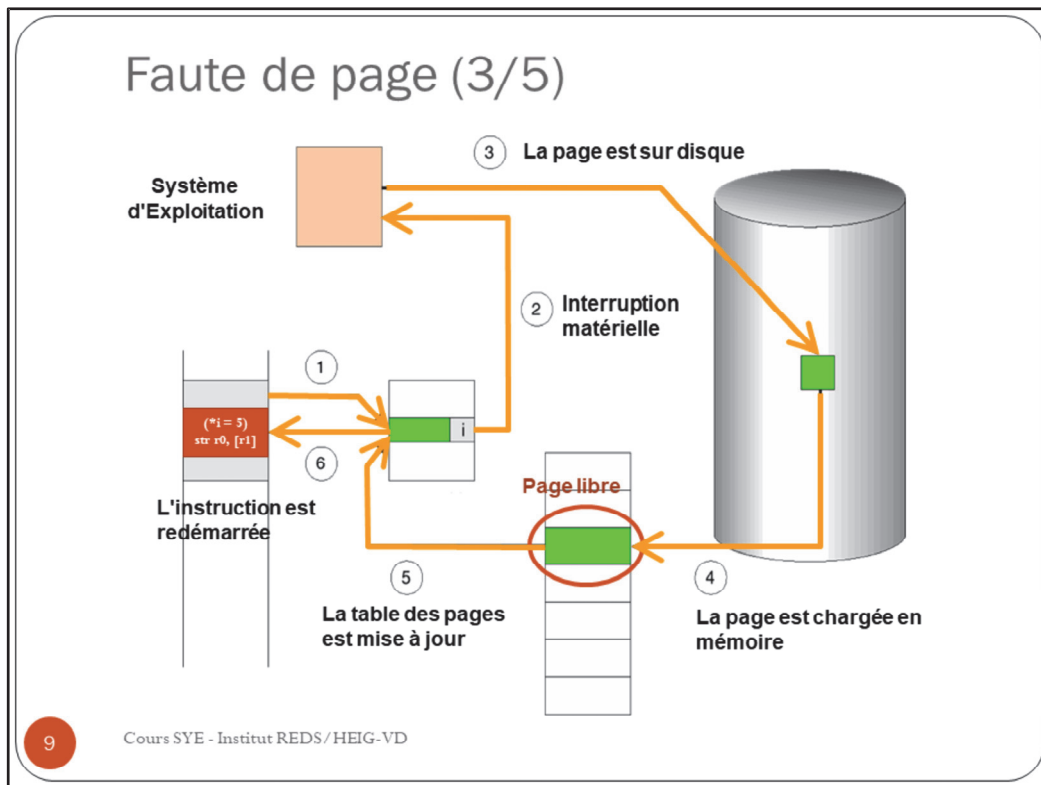 Faute de page (3/5)
3 La page est sur disque
Système
d'Exploitation
2 Interruption
matérielle
1
(*i = 5)
str r0, [r1]
i
6
Page libre
L'instruction est
redémarrée
5
4
La table des pages
est mise à jour
La page est chargée en
mémoire
9 Cours SYE - Institut REDS/HEIG-VD